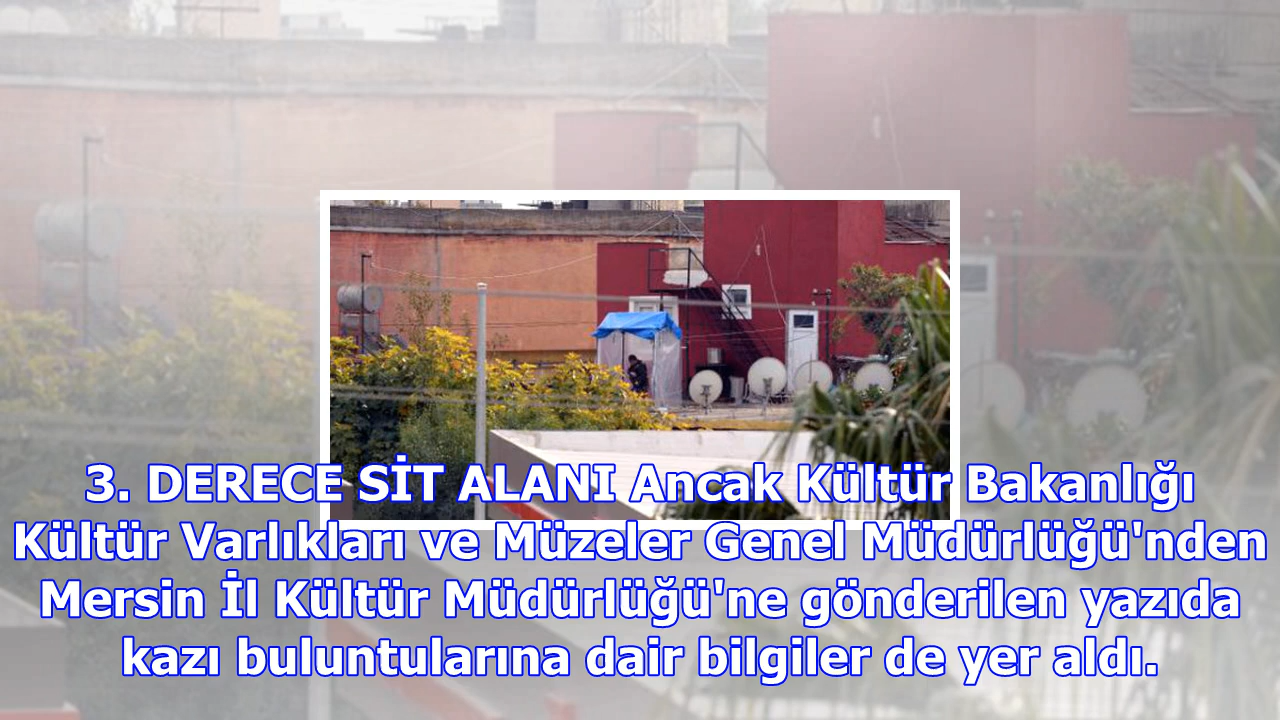 3. DERECE SİT ALANI Ancak Kültür Bakanlığı
Kültür Varlıkları ve Müzeler Genel Müdürlüğü'nden
Mersin İl Kültür Müdürlüğü'ne gönderilen yazıda
kazı buluntularına dair bilgiler de yer aldı.